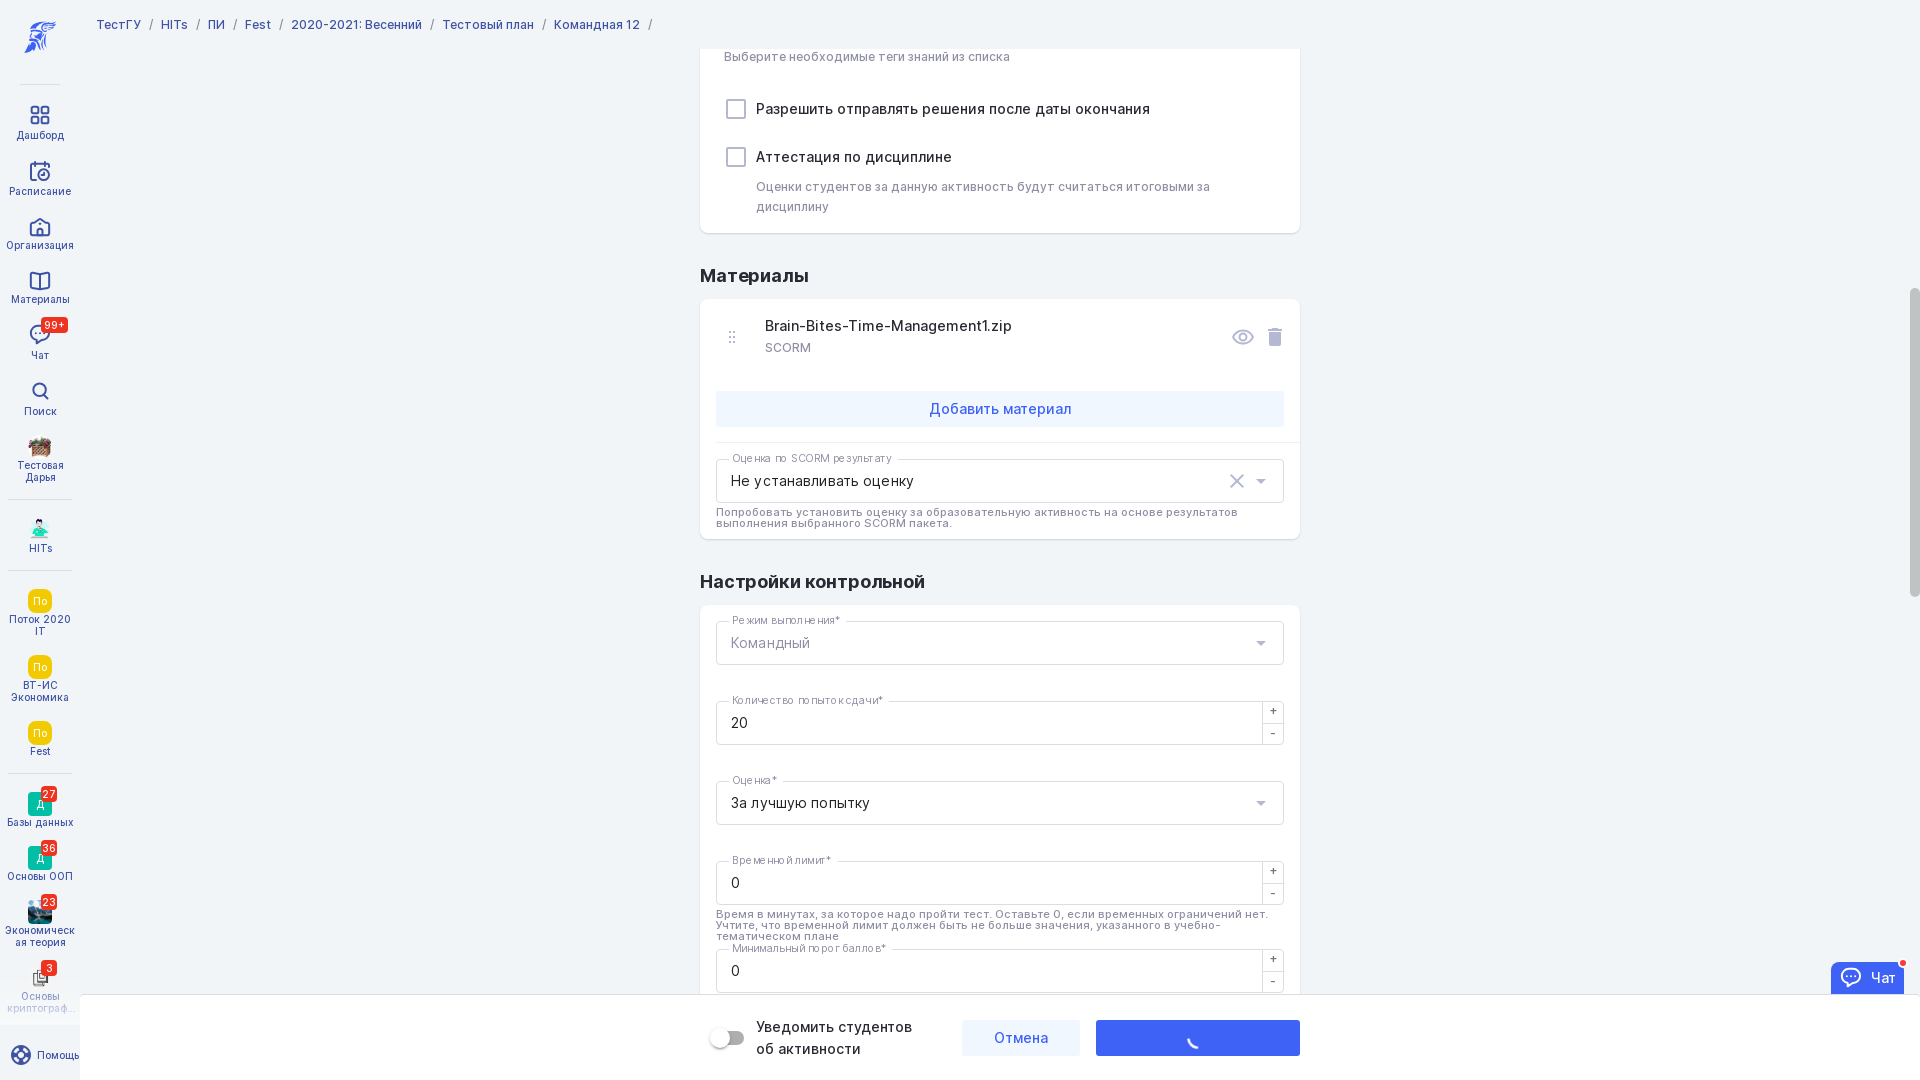 ТестГУ / HITs / ПИ / Fest / 2020-2021: Весенний / Тестовый план / Командная 12 /
Дашборд
Расписание
Организация
Материалы
99+
Чат
Поиск
Тестовая
Дарья
HITs
По
Поток 2020
IT
По
ВТ-ИС
Экономика
По
Fest
27
Д
Базы данных
36
Д
Основы ООП
23
Экономическ
ая теория
3
Основы
криптограф...
Помощь
Выберите необходимые теги знаний из списка
Разрешить отправлять решения после даты окончания
Аттестация по дисциплине
Оценки студентов за данную активность будут считаться итоговыми за
дисциплину
Материалы
Brain-Bites-Time-Management1.zip
SCORM
Добавить материал
Оценка по SCORM результату
Не устанавливать оценку
Попробовать установить оценку за образовательную активность на основе результатов
выполнения выбранного SCORM пакета.
Настройки контрольной
Режим выполнения*
Командный
Количество попыток сдачи*
20
+
-
Оценка*
За лучшую попытку
Временной лимит*
0
+
-
Время в минутах, за которое надо пройти тест. Оставьте 0, если временных ограничений нет.
Учтите, что временной лимит должен быть не больше значения, указанного в учебно-
тематическом плане
Минимальный порог баллов*
0
+
-
Чат
Уведомить студентов
об активности
Отмена